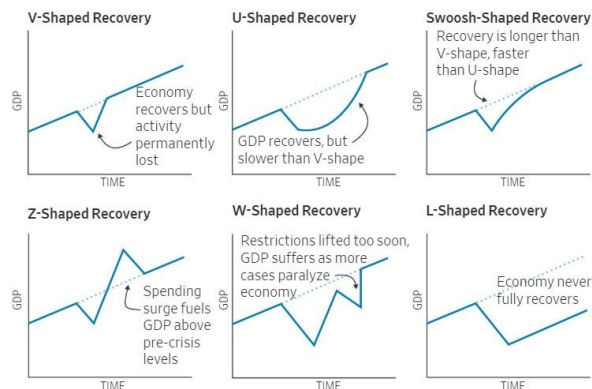 V-Shaped Recovery
GDP
Economy
recovers but
activity
permanently
lost
TIME
U-Shaped Recovery
GDP
GDP recovers, but
slower than V-shape
TIME
Swoosh-Shaped Recovery
Recovery is longer than
V-shape, faster
than U-shape
GDP
TIME
Z-Shaped Recovery
GDP
Spending
surge fuels
GDP above
pre-crisis
levels
TIME
W-Shaped Recovery
Restrictions lifted too soon,
GDP suffers as more
cases paralyze
economy
GDP
TIME
L-Shaped Recovery
GDP
Economy never
fully recovers
TIME